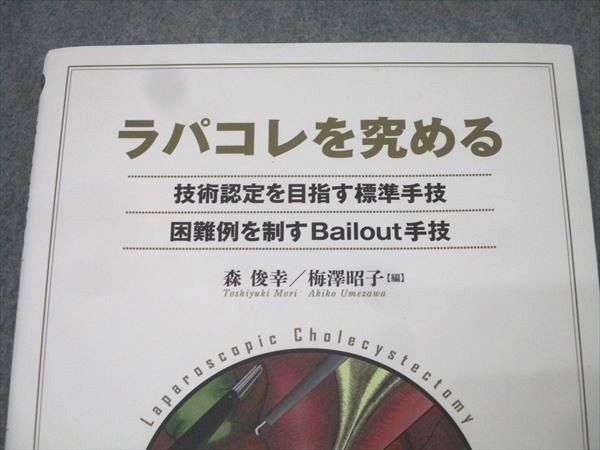 ラパコレを究める
技術認定を目指す標準手技
困難例を制すBailout手技
森 俊幸／梅澤昭子【編】
Toshiyuki Mori Akiko Umezawa
Laparoscopic Cholecystectomy